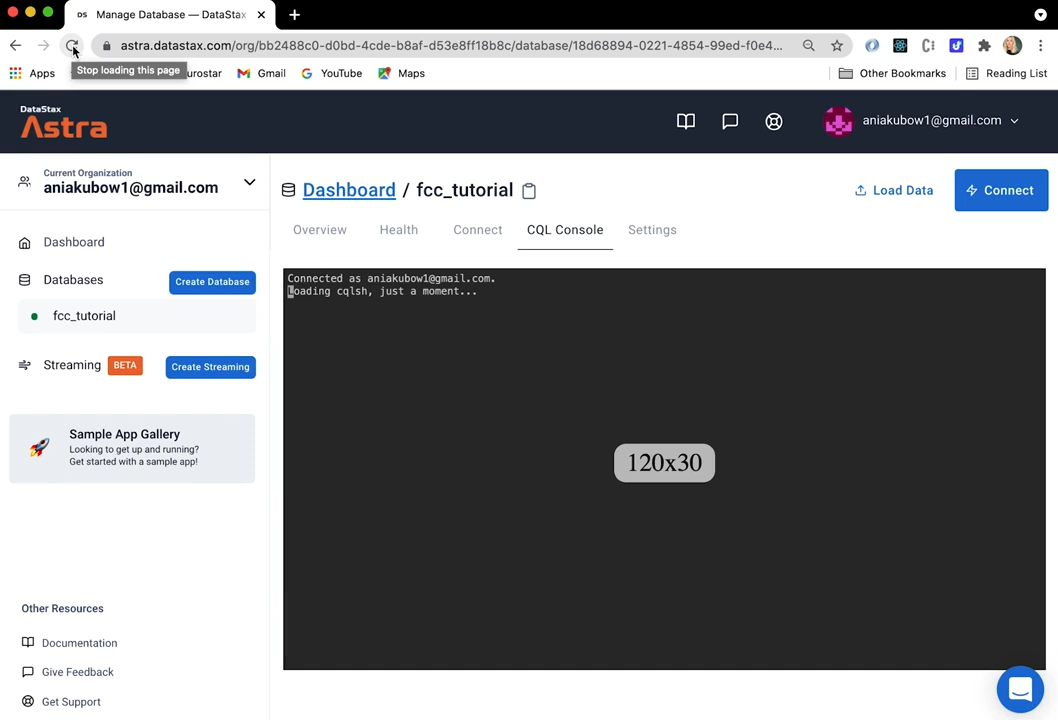 DS Manage Database — DataStax
astra.datastax.com/org/bb2488c0-d0bd-4cde-b8af-d53e8ff18b8c/database/18d68894-0221-4854-99ed-f0e4...
Stop loading this page
Apps
urostar
Gmail
YouTube
Maps
Other Bookmarks
Reading List
DataStax
Astra
aniakubow1@gmail.com
Current Organization
aniakubow1@gmail.com
Dashboard / fcc_tutorial
Load Data
Connect
Overview
Health
Connect
CQL Console
Settings
Dashboard
Databases
Create Database
fcc_tutorial
Streaming
BETA
Create Streaming
Sample App Gallery
Looking to get up and running?
Get started with a sample app!
Connected as aniakubow1@gmail.com.
Loading cqlsh, just a moment...
120x30
Other Resources
Documentation
Give Feedback
Get Support